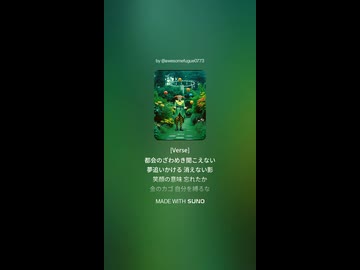 by @awesomefugue0773
[Verse]
都会のざわめき聞こえない
夢追いかける 消えない影
笑顔の意味 忘れたか
金のカゴ 自分を縛るな
MADE WITH SUNO